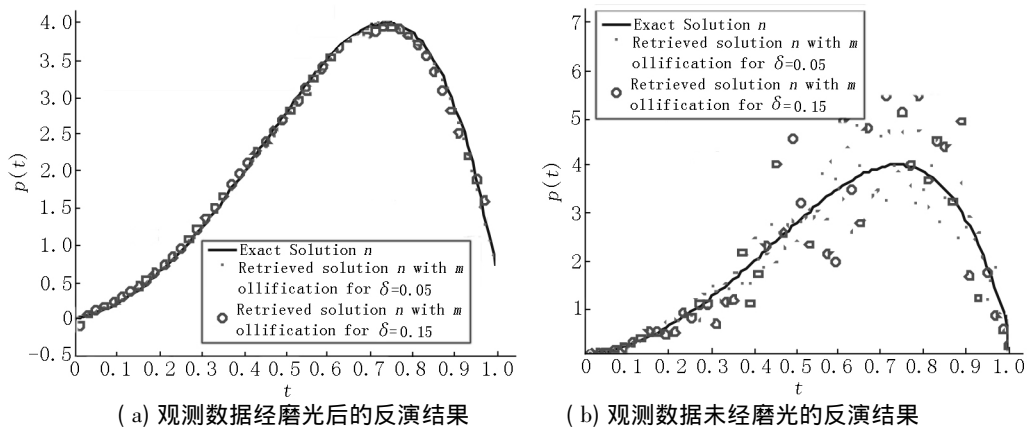 4.0
3.5
3.0
2.5
4.0
1.5
1.0
0.5
0
-0.5
p(t)
Exact Solution n
Retrieved solution n with m
ollification for δ=0.05
Retrieved solution n with m
ollification for δ=0.15
0 0.1 0.2 0.3 0.4 0.5 0.6 0.7 0.8 0.9 1.0
t
(a) 观测数据经磨光后的反演结果
7
6
5
4
3
2
1
p(t)
Exact Solution n
Retrieved solution n with m
ollification for δ=0.05
Retrieved solution n with m
ollification for δ=0.15
0 0.1 0.2 0.3 0.4 0.5 0.6 0.7 0.8 0.9 1.0
t
(b) 观测数据未经磨光的反演结果